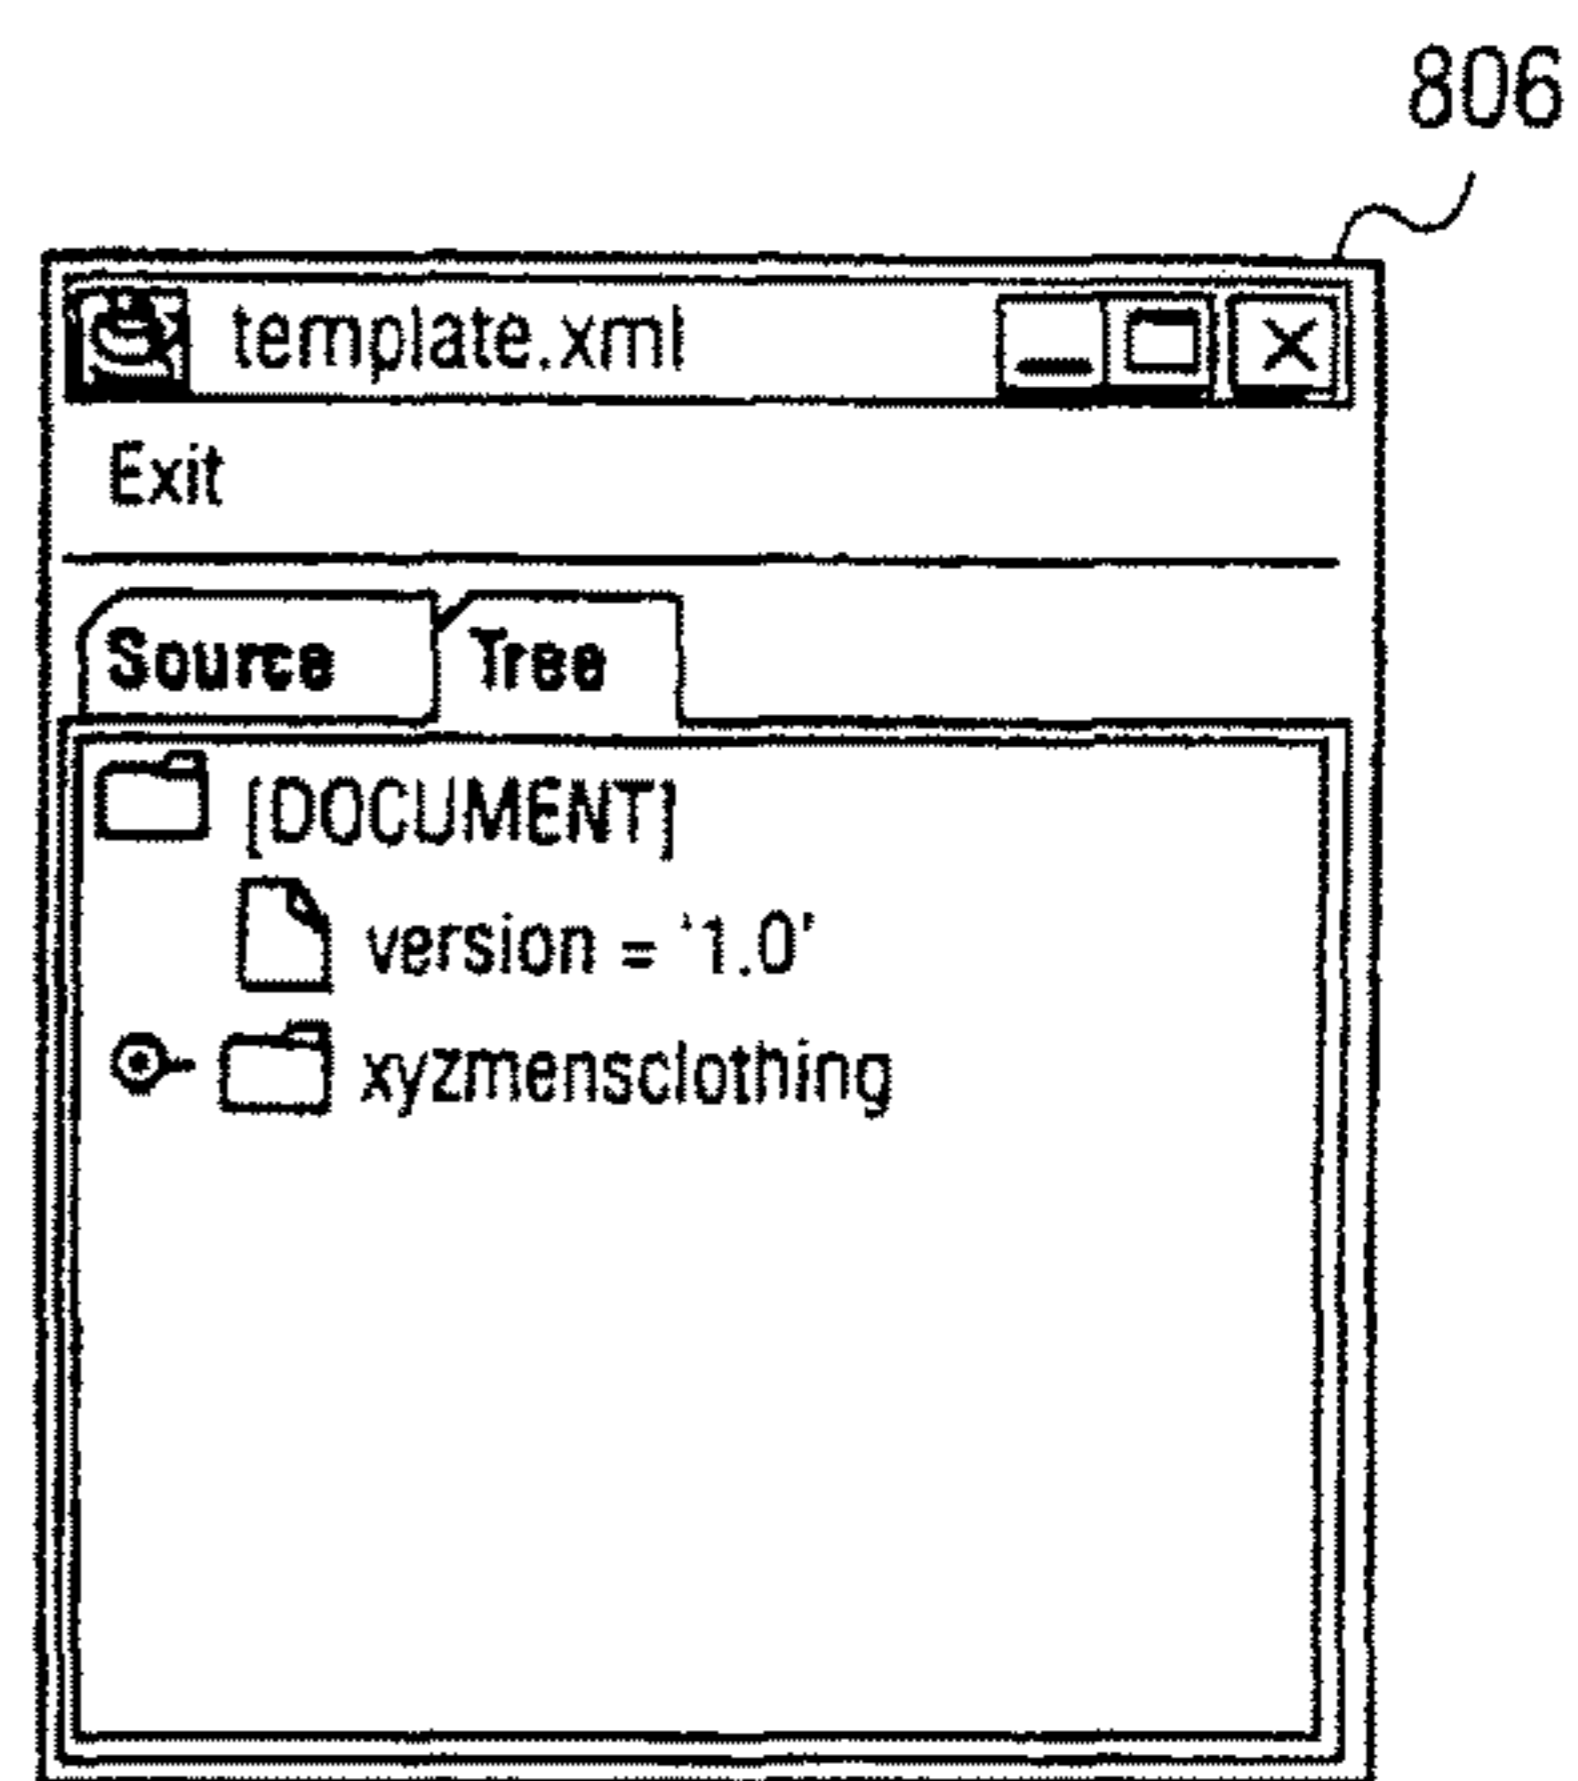 806
template.xml
Exit
Source Tree
[DOCUMENT]
version = '1.0'
xyzmensclothing